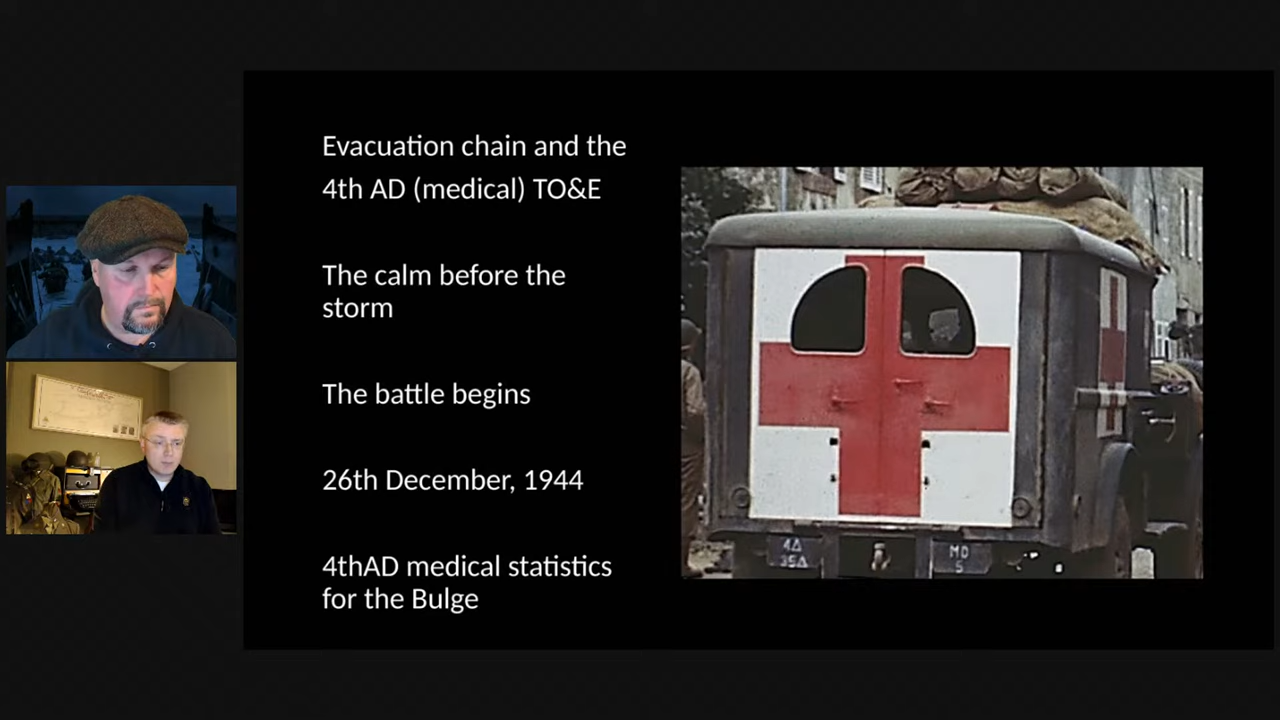 Evacuation chain and the
4th AD (medical) TO&E
The calm before the
storm
The battle begins
26th December, 1944
4thAD medical statistics
for the Bulge
4Δ
35Δ
MD
5